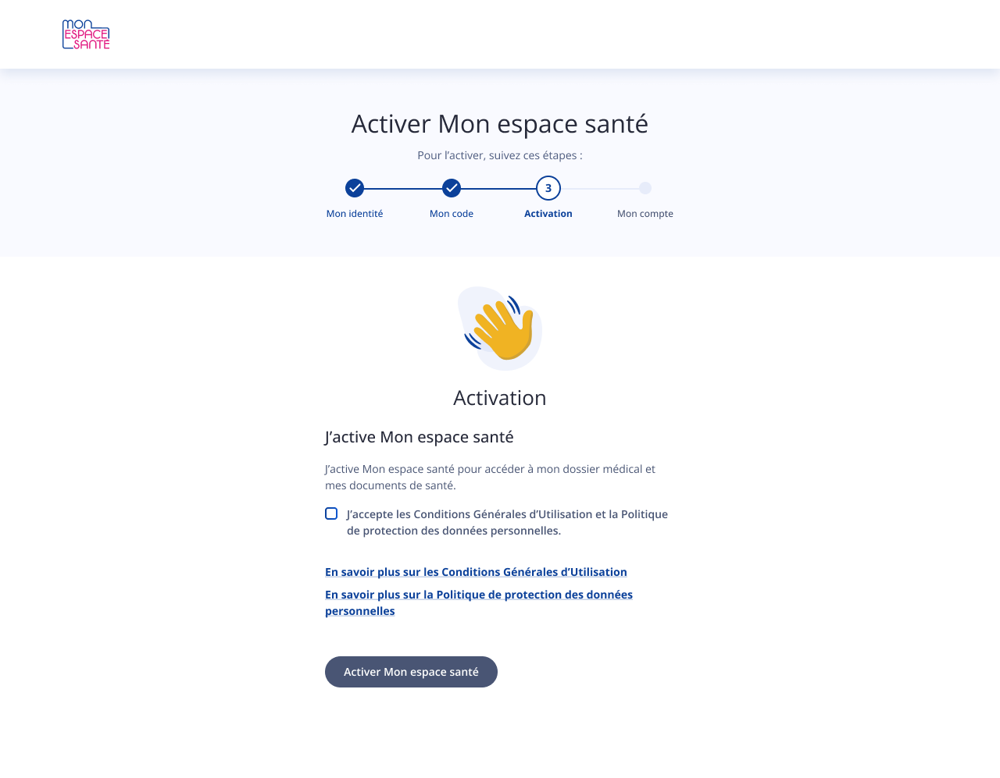 mon
ESPACE
SANTÉ
Activer Mon espace santé
Pour l’activer, suivez ces étapes :
3
Mon identité
Mon code
Activation
Mon compte
Activation
J’active Mon espace santé
J’active Mon espace santé pour accéder à mon dossier médical et
mes documents de santé.
J’accepte les Conditions Générales d’Utilisation et la Politique
de protection des données personnelles.
En savoir plus sur les Conditions Générales d’Utilisation
En savoir plus sur la Politique de protection des données
personnelles
Activer Mon espace santé